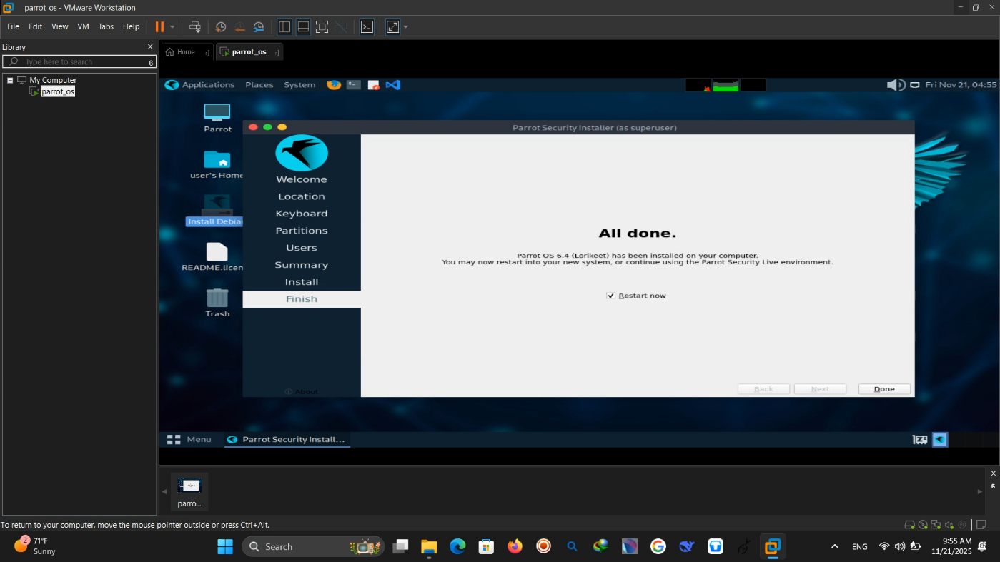 parrot_os - VMware Workstation
File Edit View VM Tabs Help
Library
Type here to search
My Computer
parrot_os
Home
parrot_os
Applications Places System
Fri Nov 21, 04:55
Parrot
user's Home
Install Debia
README.licen
Trash
Parrot Security Installer (as superuser)
Welcome
Location
Keyboard
Partitions
Users
Summary
Install
Finish
About
All done.
Parrot OS 6.4 (Lorikeet) has been installed on your computer.
You may now restart into your new system, or continue using the Parrot Security Live environment.
Restart now
Back Next Done
Menu Parrot Security Install...
parro...
To return to your computer, move the mouse pointer outside or press Ctrl+Alt.
2
71°F
Sunny
Search
ENG
9:55 AM
11/21/2025